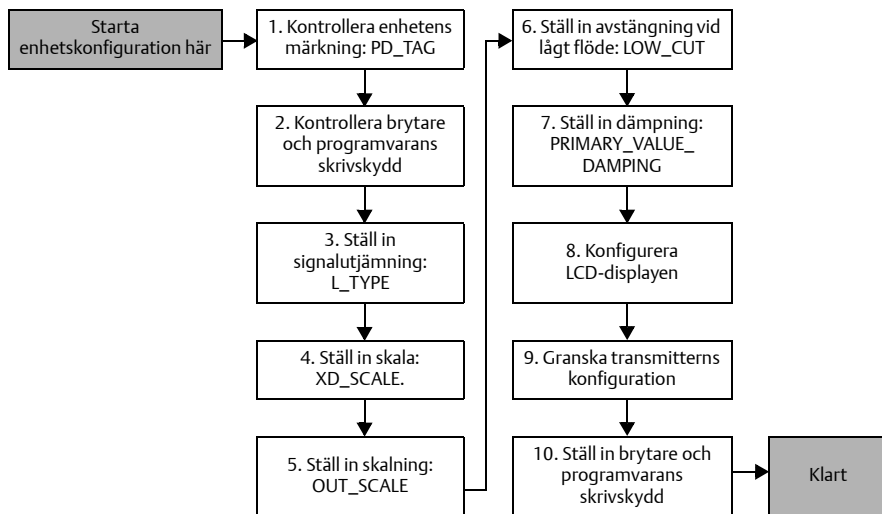 Starta
enhetskonfiguration här
1. Kontrollera enhetens
märkning: PD_TAG
2. Kontrollera brytare
och programvarans
skrivskydd
3. Ställ in
signalutjämning:
L_TYPE
4. Ställ in skala:
XD_SCALE.
5. Ställ in skalning:
OUT_SCALE
6. Ställ in avstängning vid
lågt flöde: LOW_CUT
7. Ställ in dämpning:
PRIMARY_VALUE_
DAMPING
8. Konfigurera
LCD-displayen
9. Granska transmitterns
konfiguration
10. Ställ in brytare och
programvarans
skrivskydd
Klart